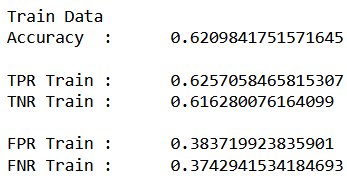 Train Data
Accuracy : 0.6209841751571645
TPR Train : 0.6257058465815307
TNR Train : 0.616280076164099
FPR Train : 0.383719923835901
FNR Train : 0.3742941534184693